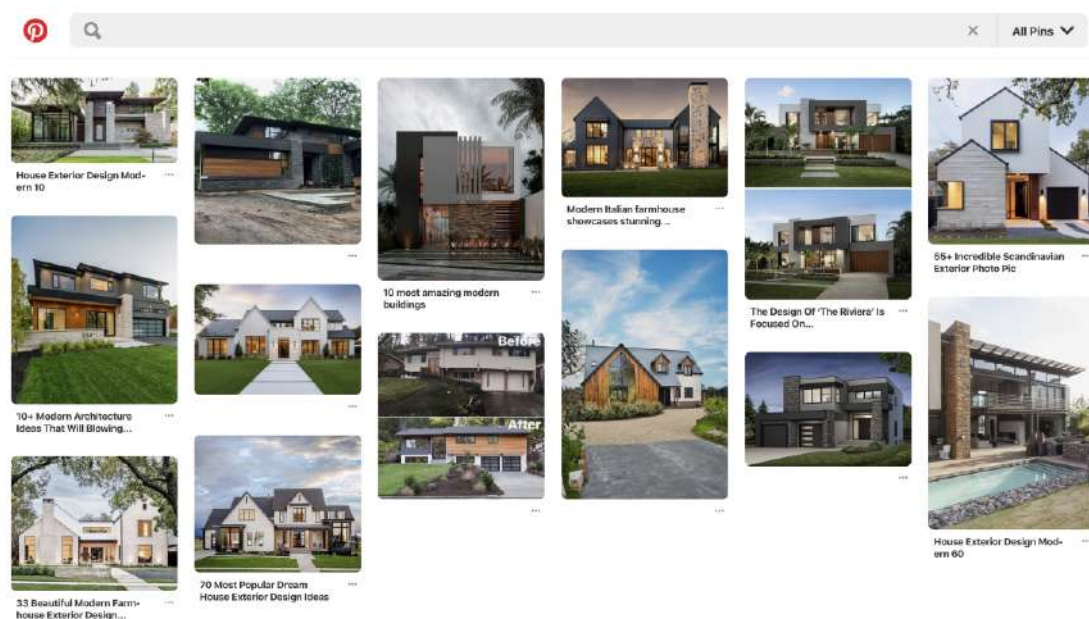 All Pins
House Exterior Design Mod-
ern 10
10+ Modern Architecture
Ideas That Will Blowing...
33 Beautiful Modern Farm-
house Exterior Design...
70 Most Popular Dream
House Exterior Design Ideas
10 most amazing modern
buildings
Before
After
Modern Italian farmhouse
showcases stunning...
The Design Of 'The Riviera' Is
Focused On...
55+ Incredible Scandinavian
Exterior Photo Pic
House Exterior Design Mod-
ern 60